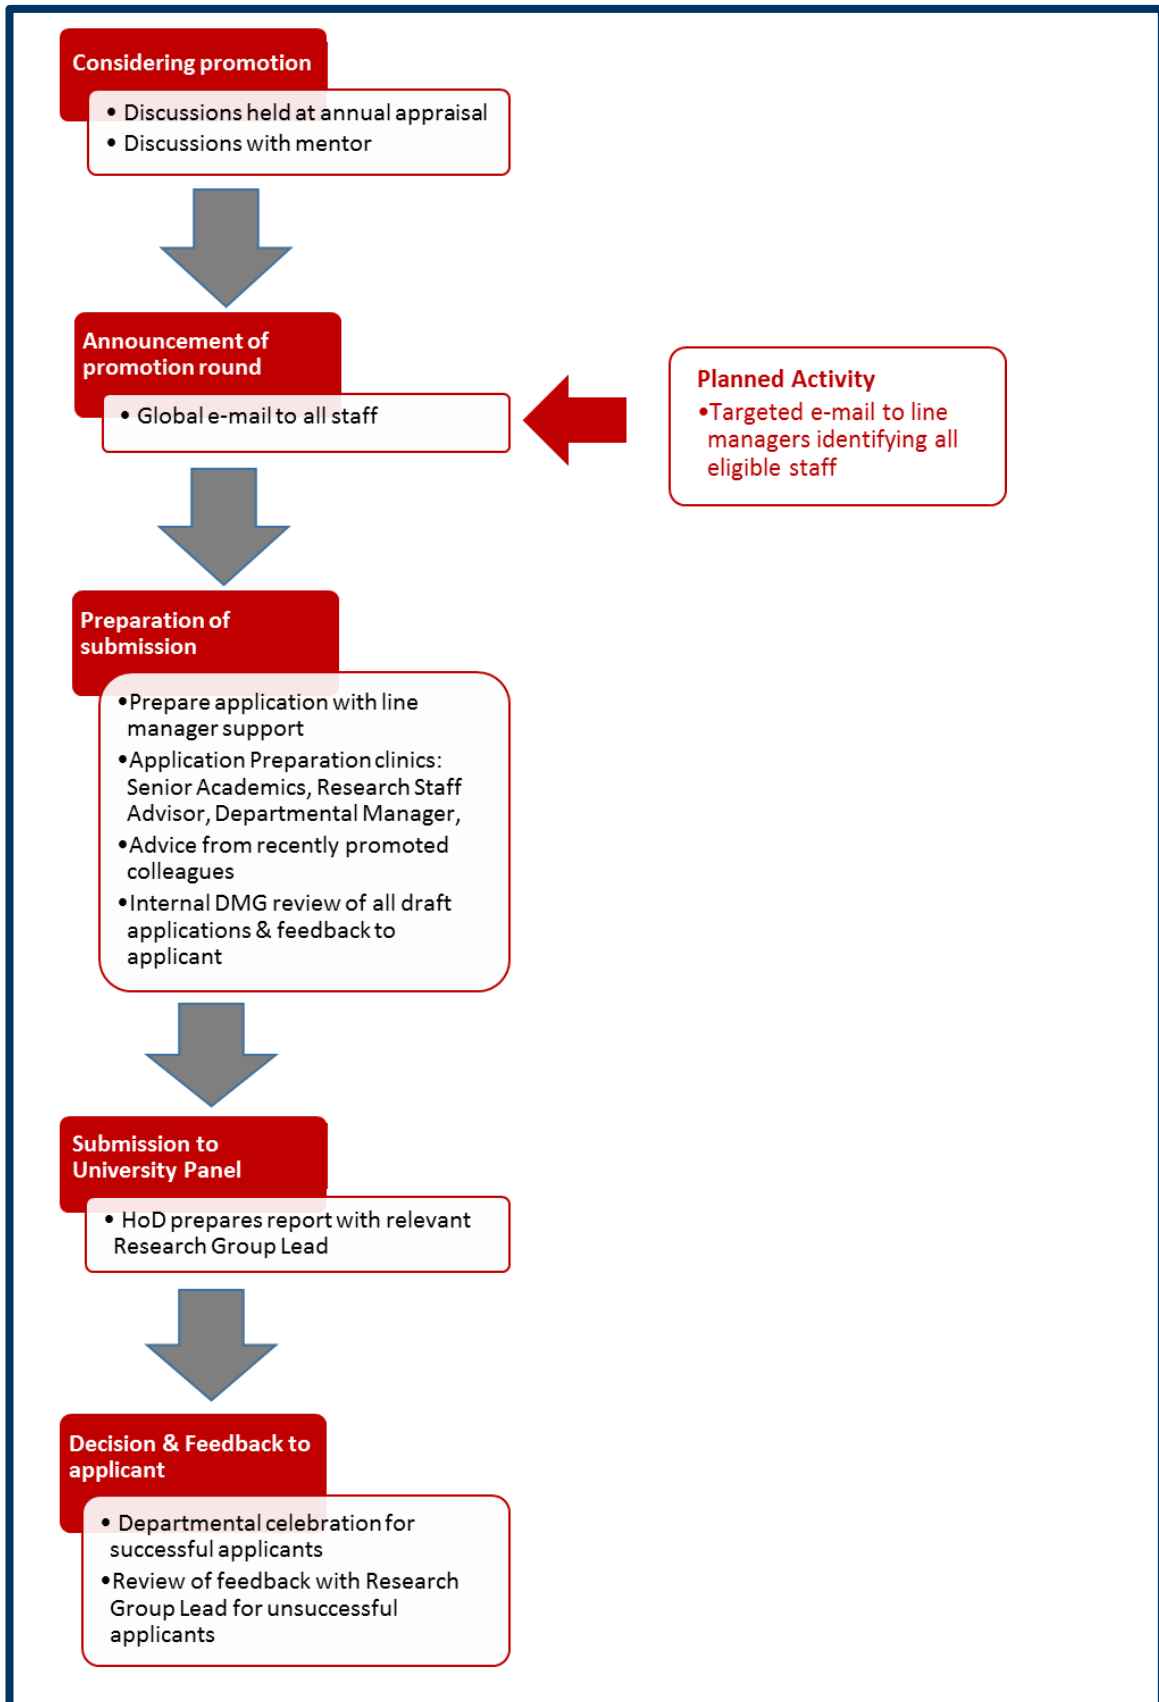 Considering promotion
• Discussions held at annual appraisal
• Discussions with mentor
Announcement of
promotion round
• Global e-mail to all staff
Planned Activity
•Targeted e-mail to line
managers identifying all
eligible staff
Preparation of
submission
•Prepare application with line
manager support
•Application Preparation clinics:
Senior Academics, Research Staff
Advisor, Departmental Manager,
•Advice from recently promoted
colleagues
•Internal DMG review of all draft
applications & feedback to
applicant
Submission to
University Panel
• HoD prepares report with relevant
Research Group Lead
Decision & Feedback to
applicant
• Departmental celebration for
successful applicants
•Review of feedback with Research
Group Lead for unsuccessful
applicants